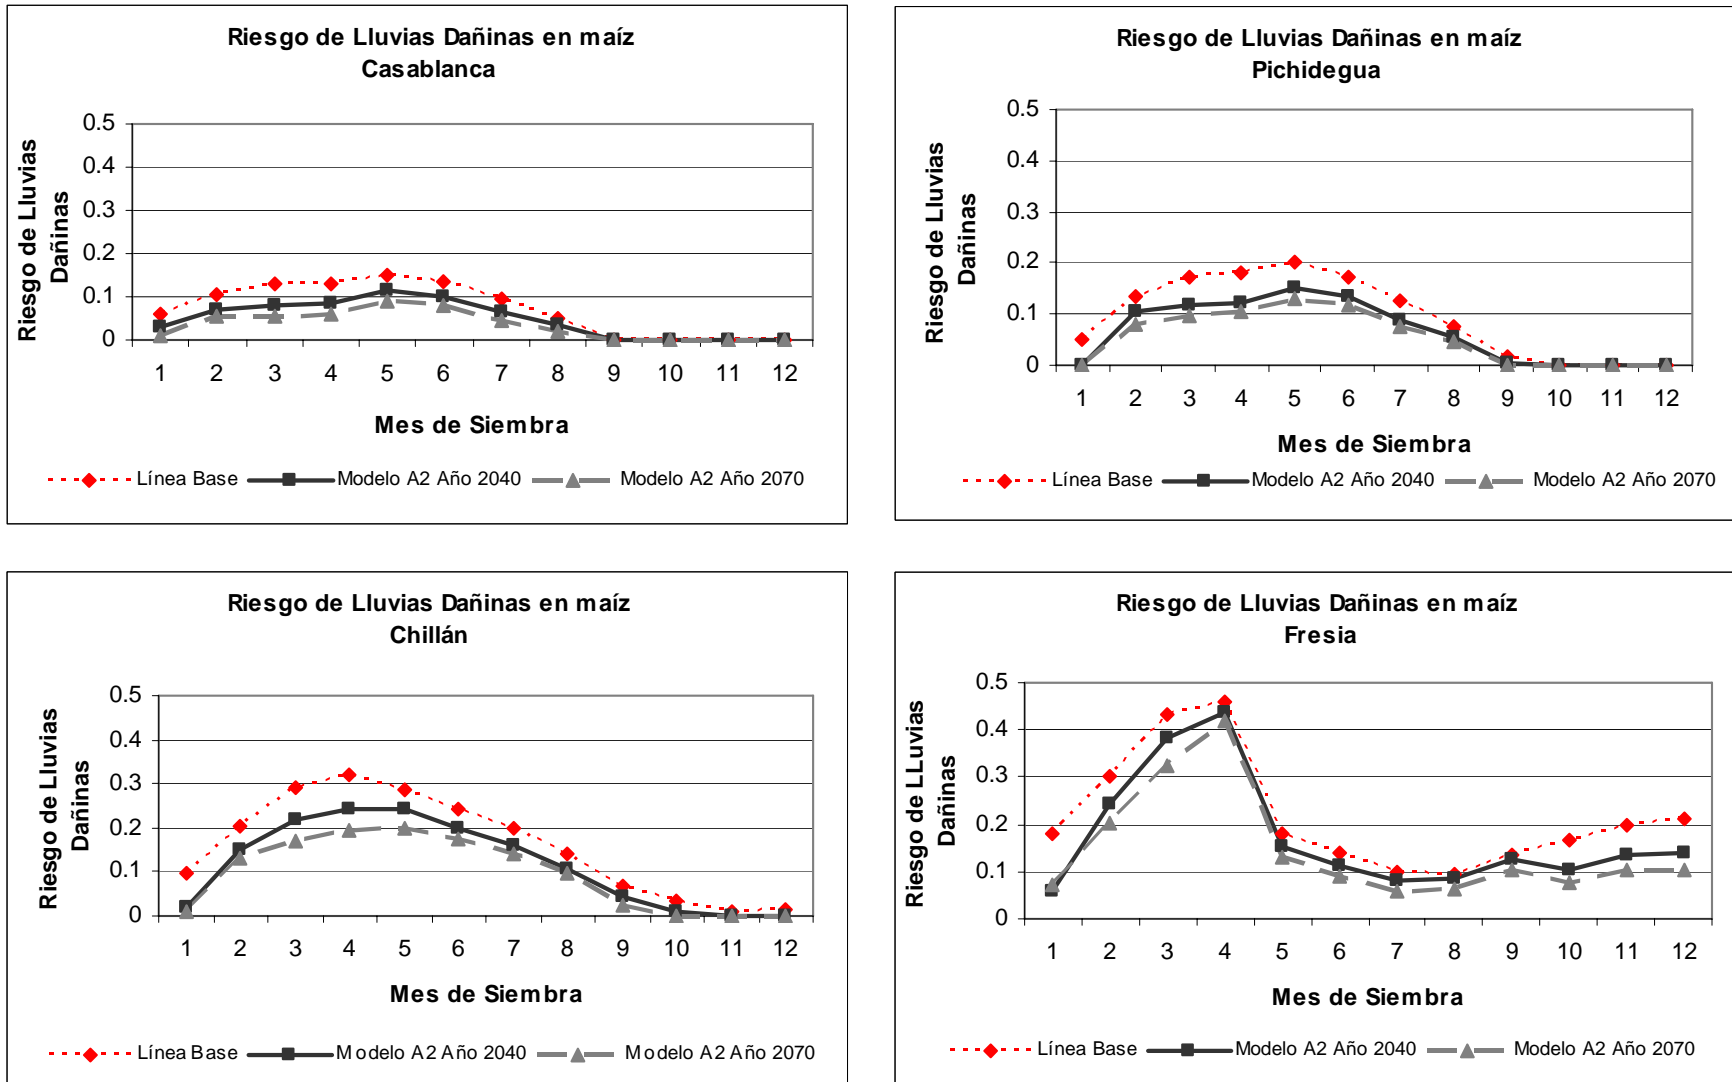 Riesgo de Lluvias Dañinas en maíz
Casablanca
Riesgo de Lluvias
Dañinas
0.5
0.4
0.3
0.2
0.1
0
1 2 3 4 5 6 7 8 9 10 11 12
Mes de Siembra
Línea Base Modelo A2 Año 2040 Modelo A2 Año 2070
Riesgo de Lluvias Dañinas en maíz
Pichidegua
Riesgo de Lluvias
Dañinas
0.5
0.4
0.3
0.2
0.1
0
1 2 3 4 5 6 7 8 9 10 11 12
Mes de Siembra
Línea Base Modelo A2 Año 2040 Modelo A2 Año 2070
Riesgo de Lluvias Dañinas en maíz
Chillán
Riesgo de Lluvias
Dañinas
0.5
0.4
0.3
0.2
0.1
0
1 2 3 4 5 6 7 8 9 10 11 12
Mes de Siembra
Línea Base Modelo A2 Año 2040 Modelo A2 Año 2070
Riesgo de Lluvias Dañinas en maíz
Fresia
Riesgo de LLuvias
Dañinas
0.5
0.4
0.3
0.2
0.1
0
1 2 3 4 5 6 7 8 9 10 11 12
Mes de Siembra
Línea Base Modelo A2 Año 2040 Modelo A2 Año 2070